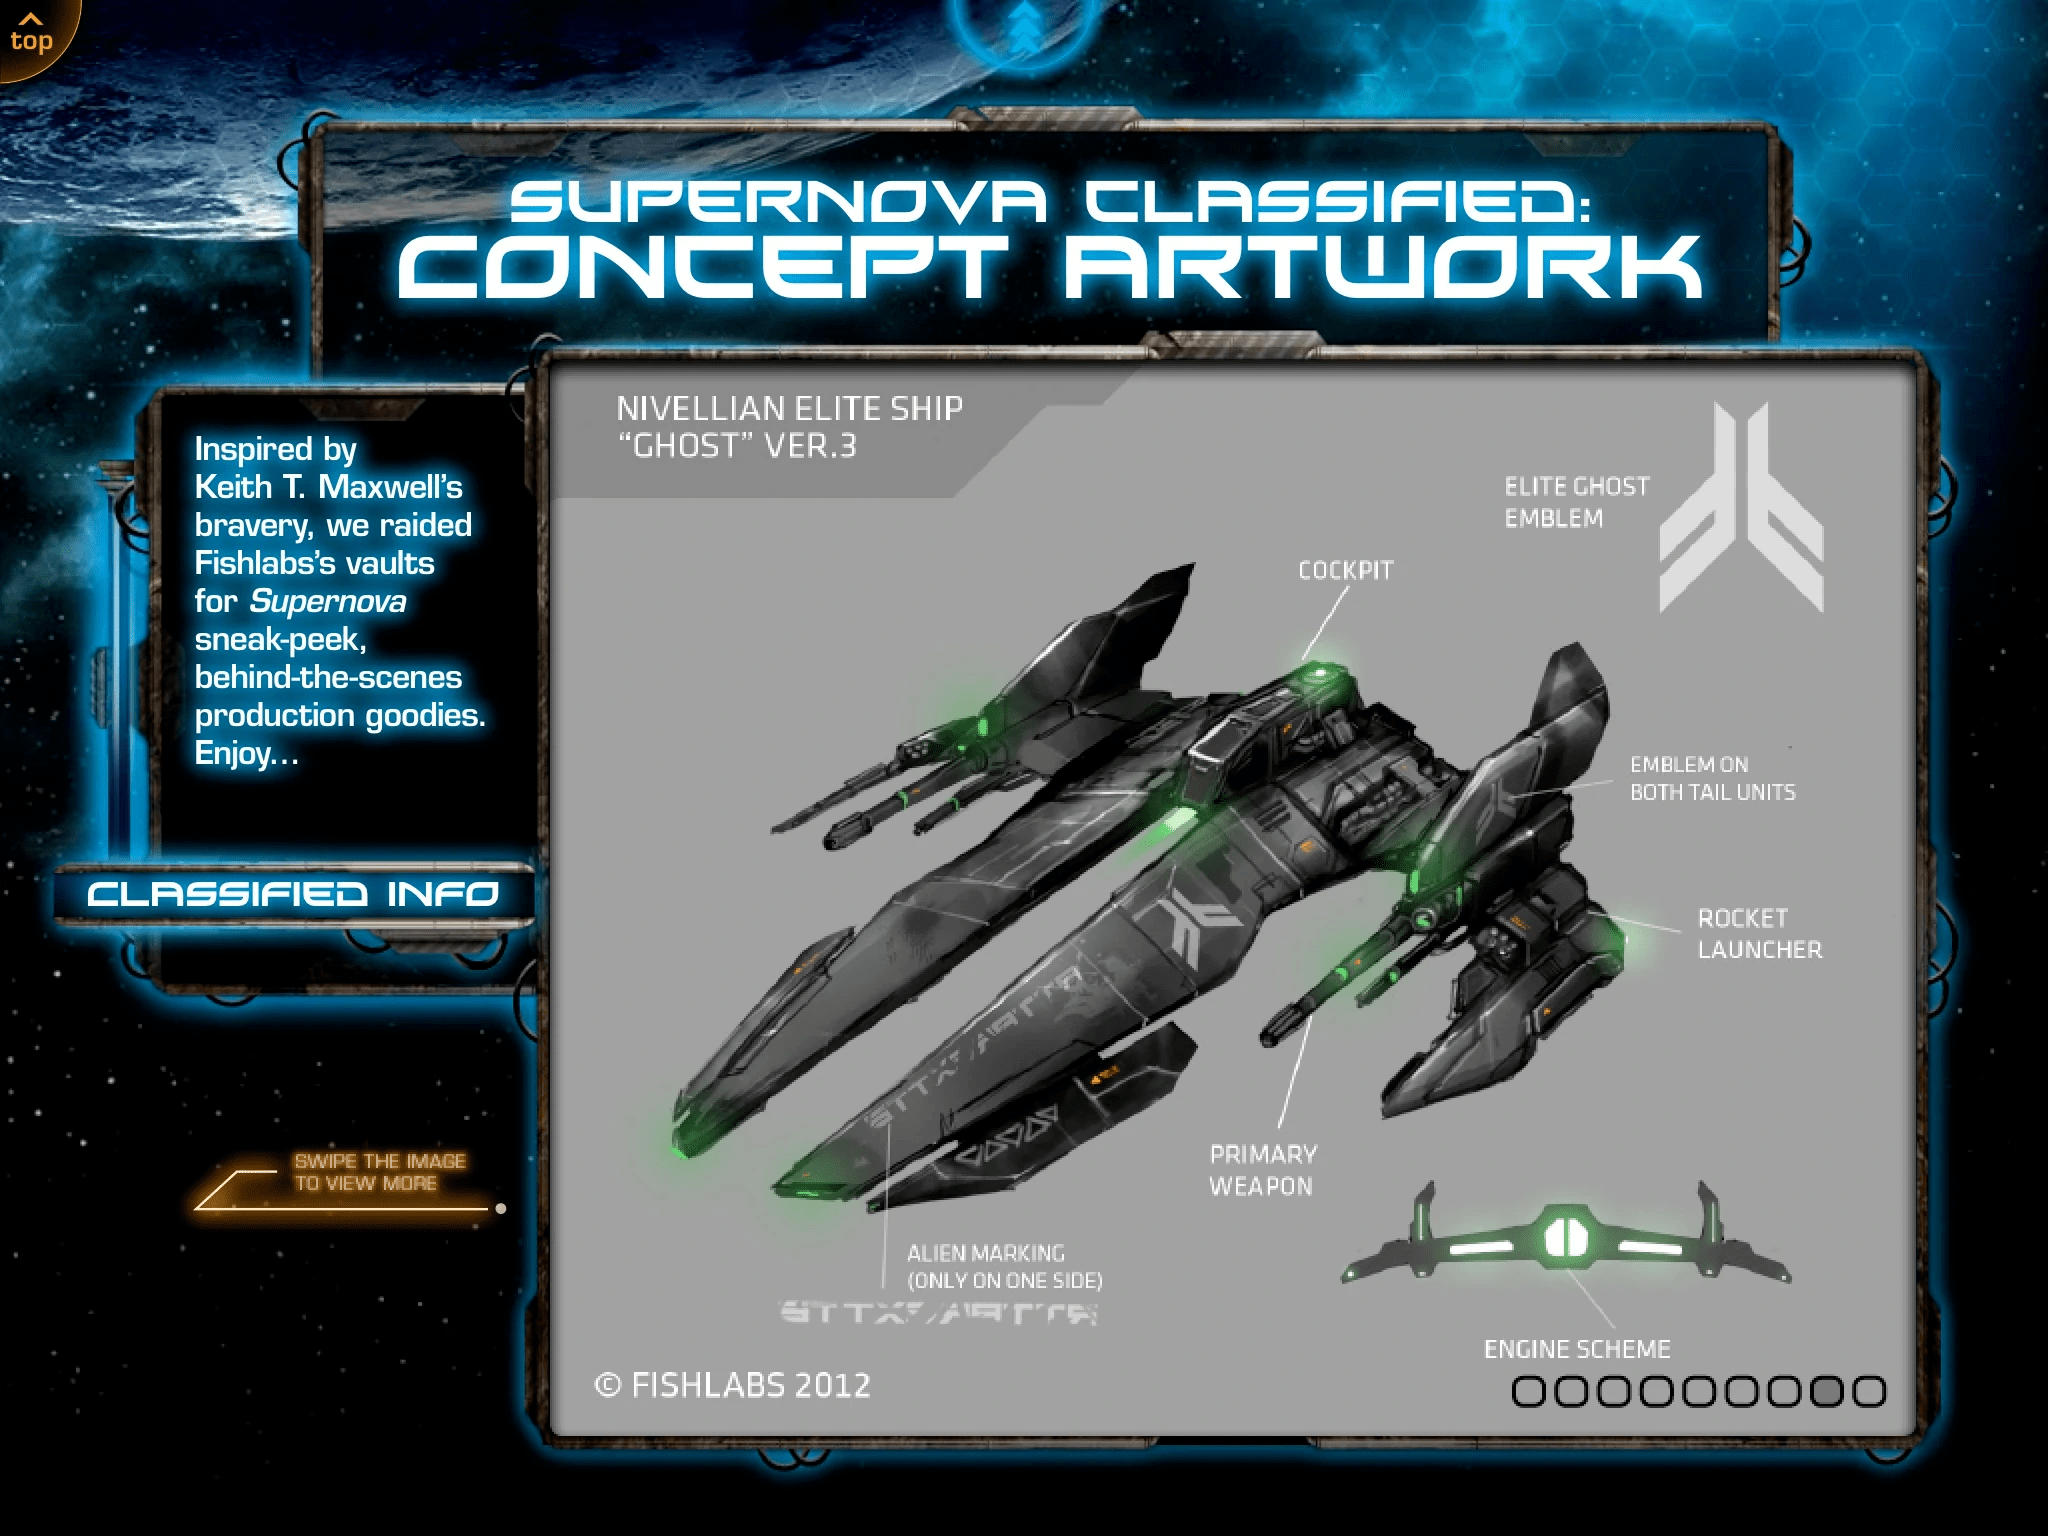 top
SUPERNOVA CLASSIFIED:
CONCEPT ARTWORK
Inspired by
Keith T. Maxwell's
bravery, we raided
Fishlabs's vaults
for Supernova
sneak-peek,
behind-the-scenes
production goodies.
Enjoy...
CLASSIFIED INFO
SWIPE THE IMAGE
TO VIEW MORE
NIVELLIAN ELITE SHIP
“GHOST” VER.3
ELITE GHOST
EMBLEM
COCKPIT
EMBLEM ON
BOTH TAIL UNITS
ROCKET
LAUNCHER
PRIMARY
WEAPON
ALIEN MARKING
(ONLY ON ONE SIDE)
ENGINE SCHEME
© FISHLABS 2012